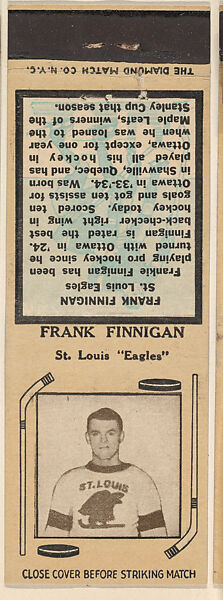 THE DIAMOND MATCH CO. N.Y.C.
FRANK FINNIGAN
St. Louis Eagles
Frankie Finnigan has been
playing pro hockey since he
turned with Ottawa in '24.
Finnigan is rated the best
back-checker right wing in
hockey today. Scored ten
goals and got ten assists for
Ottawa in '33-'34. Was born
in Shawville, Quebec, and has
played all his hockey in
Ottawa, except for one year
when he was loaned to the
Maple Leafs, winners of the
Stanley Cup that season.
FRANK FINNIGAN
St. Louis "Eagles"
ST. LOUIS
CLOSE COVER BEFORE STRIKING MATCH